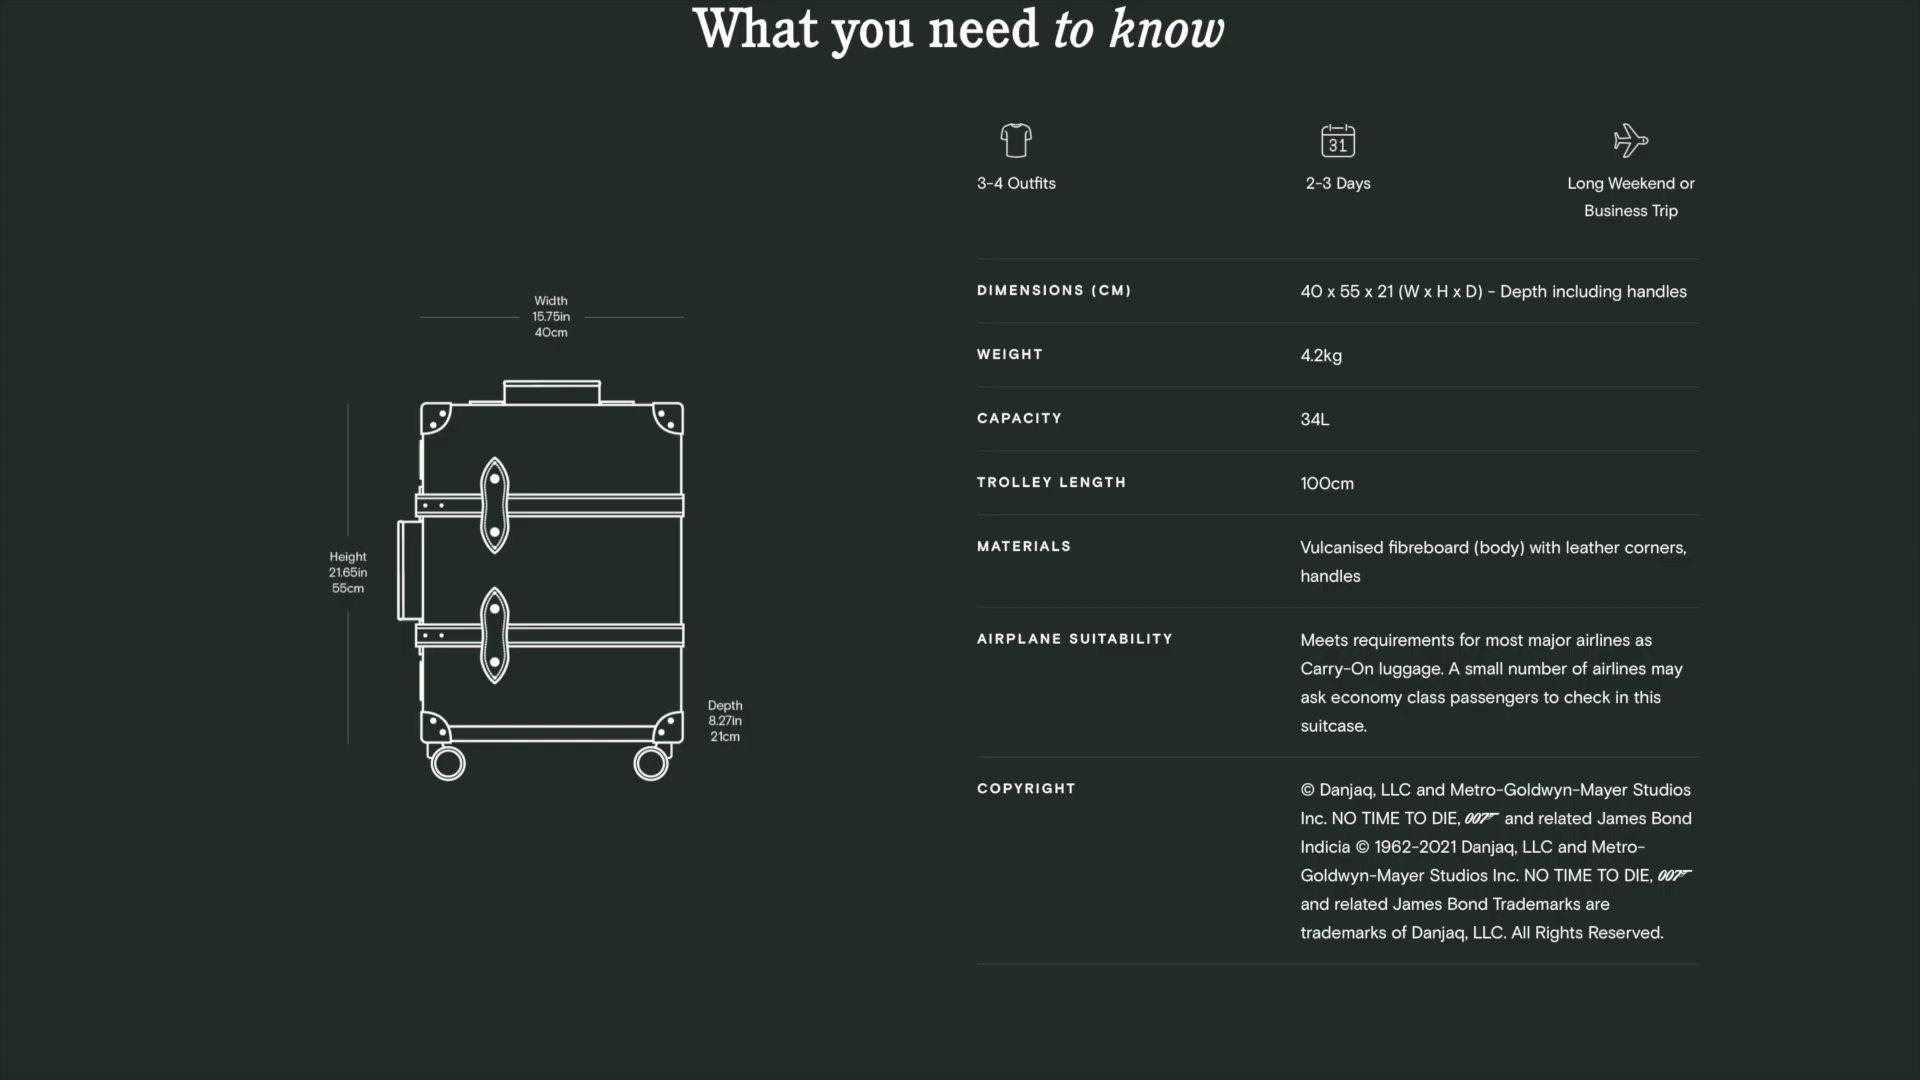 What you need to know
31
3-4 Outfits
2-3 Days
Long Weekend or
Business Trip
Width
15.75in
40cm
Height
21.65in
55cm
Depth
8.27in
21cm
DIMENSIONS (CM)
40 x 55 x 21 (W x H x D) - Depth including handles
WEIGHT
4.2kg
CAPACITY
34L
TROLLEY LENGTH
100cm
MATERIALS
Vulcanised fibreboard (body) with leather corners,
handles
AIRPLANE SUITABILITY
Meets requirements for most major airlines as
Carry-On luggage. A small number of airlines may
ask economy class passengers to check in this
suitcase.
COPYRIGHT
© Danjaq, LLC and Metro-Goldwyn-Mayer Studios
Inc. NO TIME TO DIE, 007 and related James Bond
Indicia © 1962-2021 Danjaq, LLC and Metro-
Goldwyn-Mayer Studios Inc. NO TIME TO DIE, 007
and related James Bond Trademarks are
trademarks of Danjaq, LLC. All Rights Reserved.